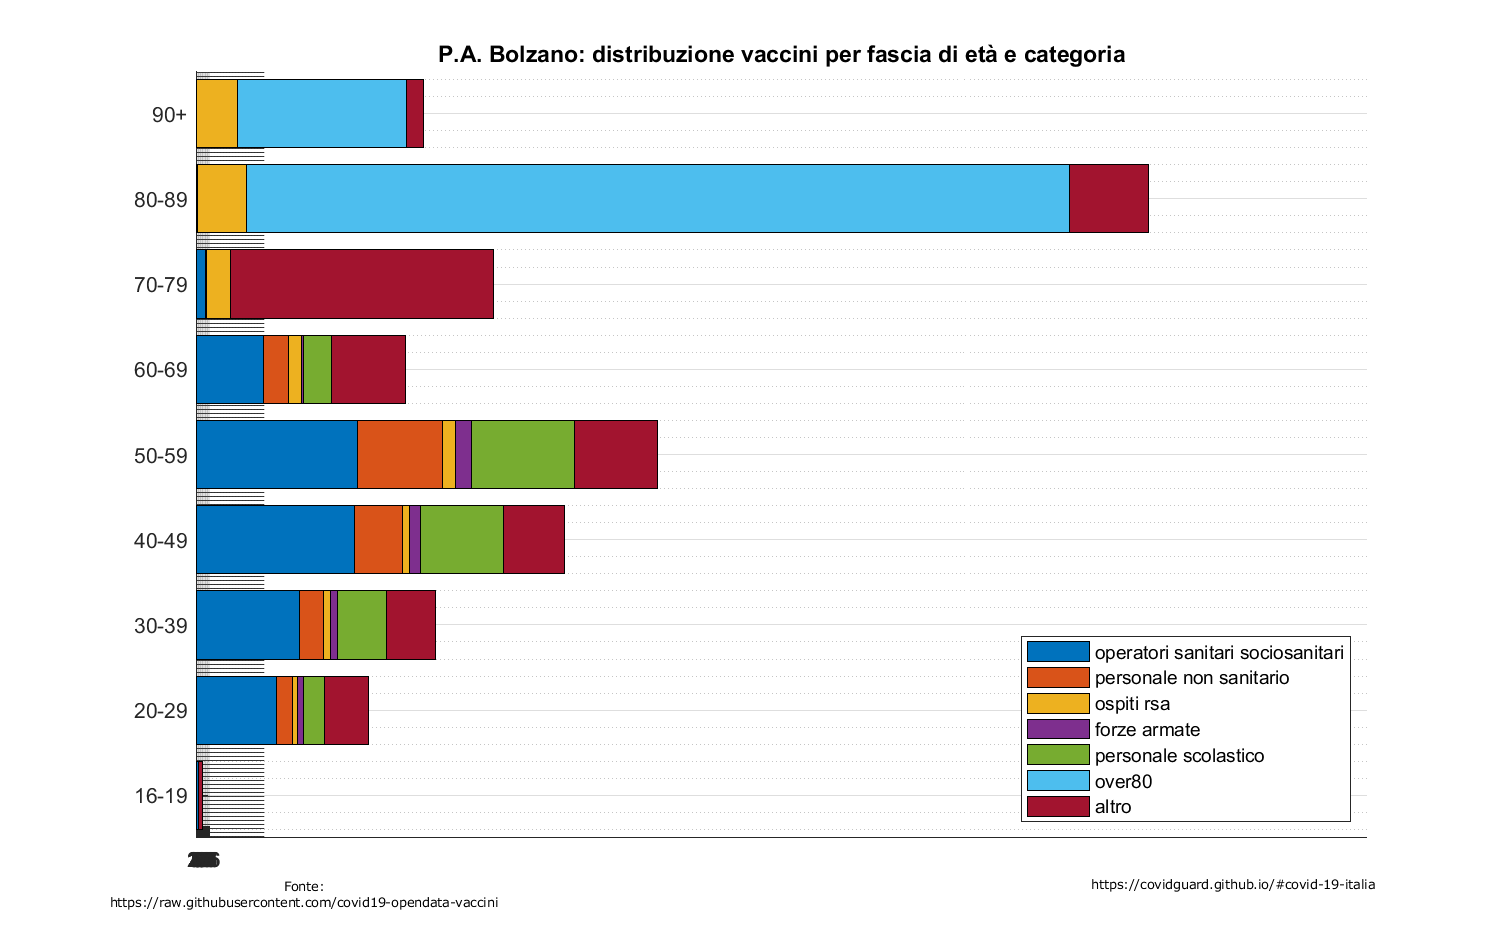 P.A. Bolzano: distribuzione vaccini per fascia di età e categoria
90+
80-89
70-79
60-69
50-59
40-49
30-39
20-29
16-19
operatori sanitari sociosanitari
personale non sanitario
ospiti rsa
forze armate
personale scolastico
over80
altro
Fonte:
https://raw.githubusercontent.com/covid19-opendata-vaccini
https://covidguard.github.io/#covid-19-italia